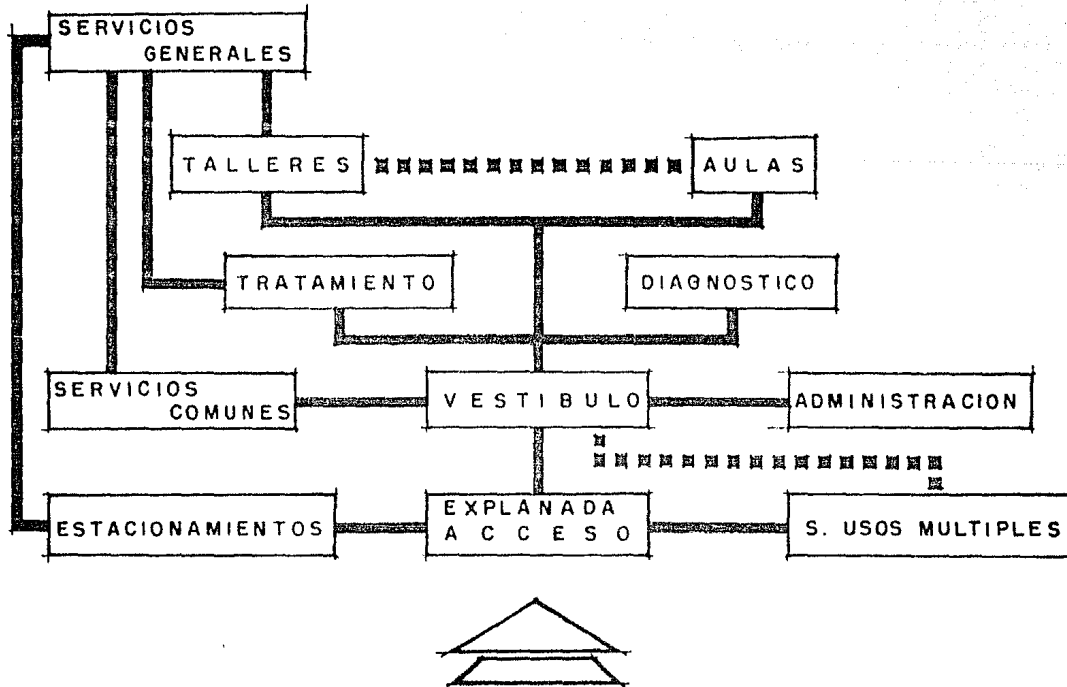 SERVICIOS
GENERALES
TALLERES
AULAS
TRATAMIENTO
DIAGNOSTICO
SERVICIOS
COMUNES
VESTIBULO
ADMINISTRACION
ESTACIONAMIENTOS
EXPLANADA
ACCESO
S. USOS MULTIPLES